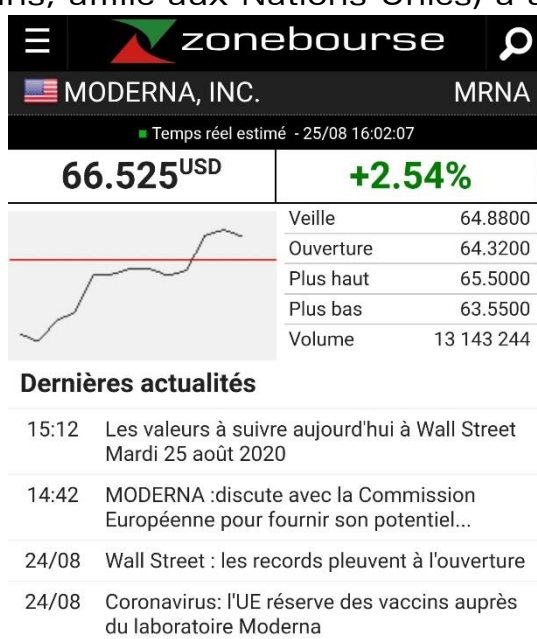 zonebourse
MODERNA, INC. MRNA
Temps réel estimé - 25/08 16:02:07
66.525 USD +2.54%
Veille 64.8800
Ouverture 64.3200
Plus haut 65.5000
Plus bas 63.5500
Volume 13 143 244
Dernières actualités
15:12 Les valeurs à suivre aujourd'hui à Wall Street
Mardi 25 août 2020
14:42 MODERNA :discute avec la Commission
Européenne pour fournir son potentiel...
24/08 Wall Street : les records pleuvent à l'ouverture
24/08 Coronavirus: l'UE réserve des vaccins auprès
du laboratoire Moderna